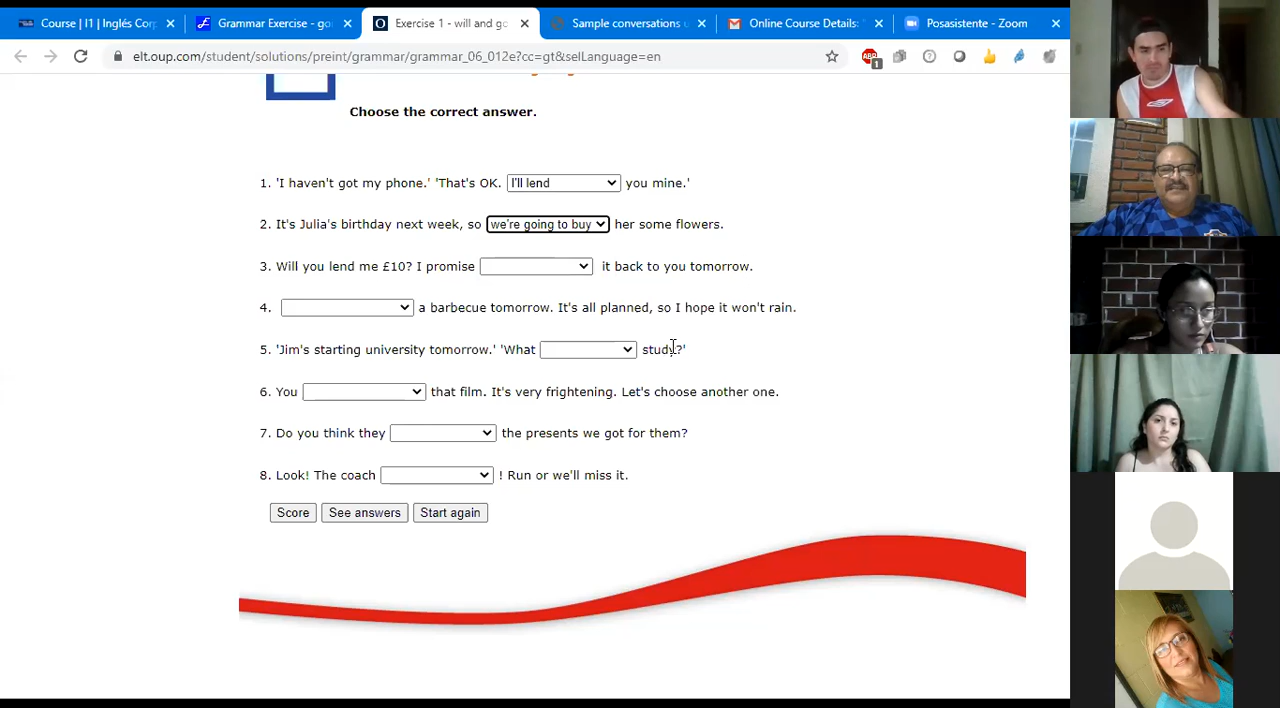 Course | I1 | Inglés Corp
Grammar Exercise - go
Exercise 1 - will and go
Sample conversations u
Online Course Details:
Posasistente - Zoom
elt.oup.com/student/solutions/preint/grammar/grammar_06_012e?cc=gt&selLanguage=en
1
Choose the correct answer.
1. 'I haven't got my phone.' 'That's OK. I'll lend you mine.'
2. It's Julia's birthday next week, so we're going to buy her some flowers.
3. Will you lend me £10? I promise it back to you tomorrow.
4. a barbecue tomorrow. It's all planned, so I hope it won't rain.
5. 'Jim's starting university tomorrow.' 'What study?'
6. You that film. It's very frightening. Let's choose another one.
7. Do you think they the presents we got for them?
8. Look! The coach ! Run or we'll miss it.
Score See answers Start again